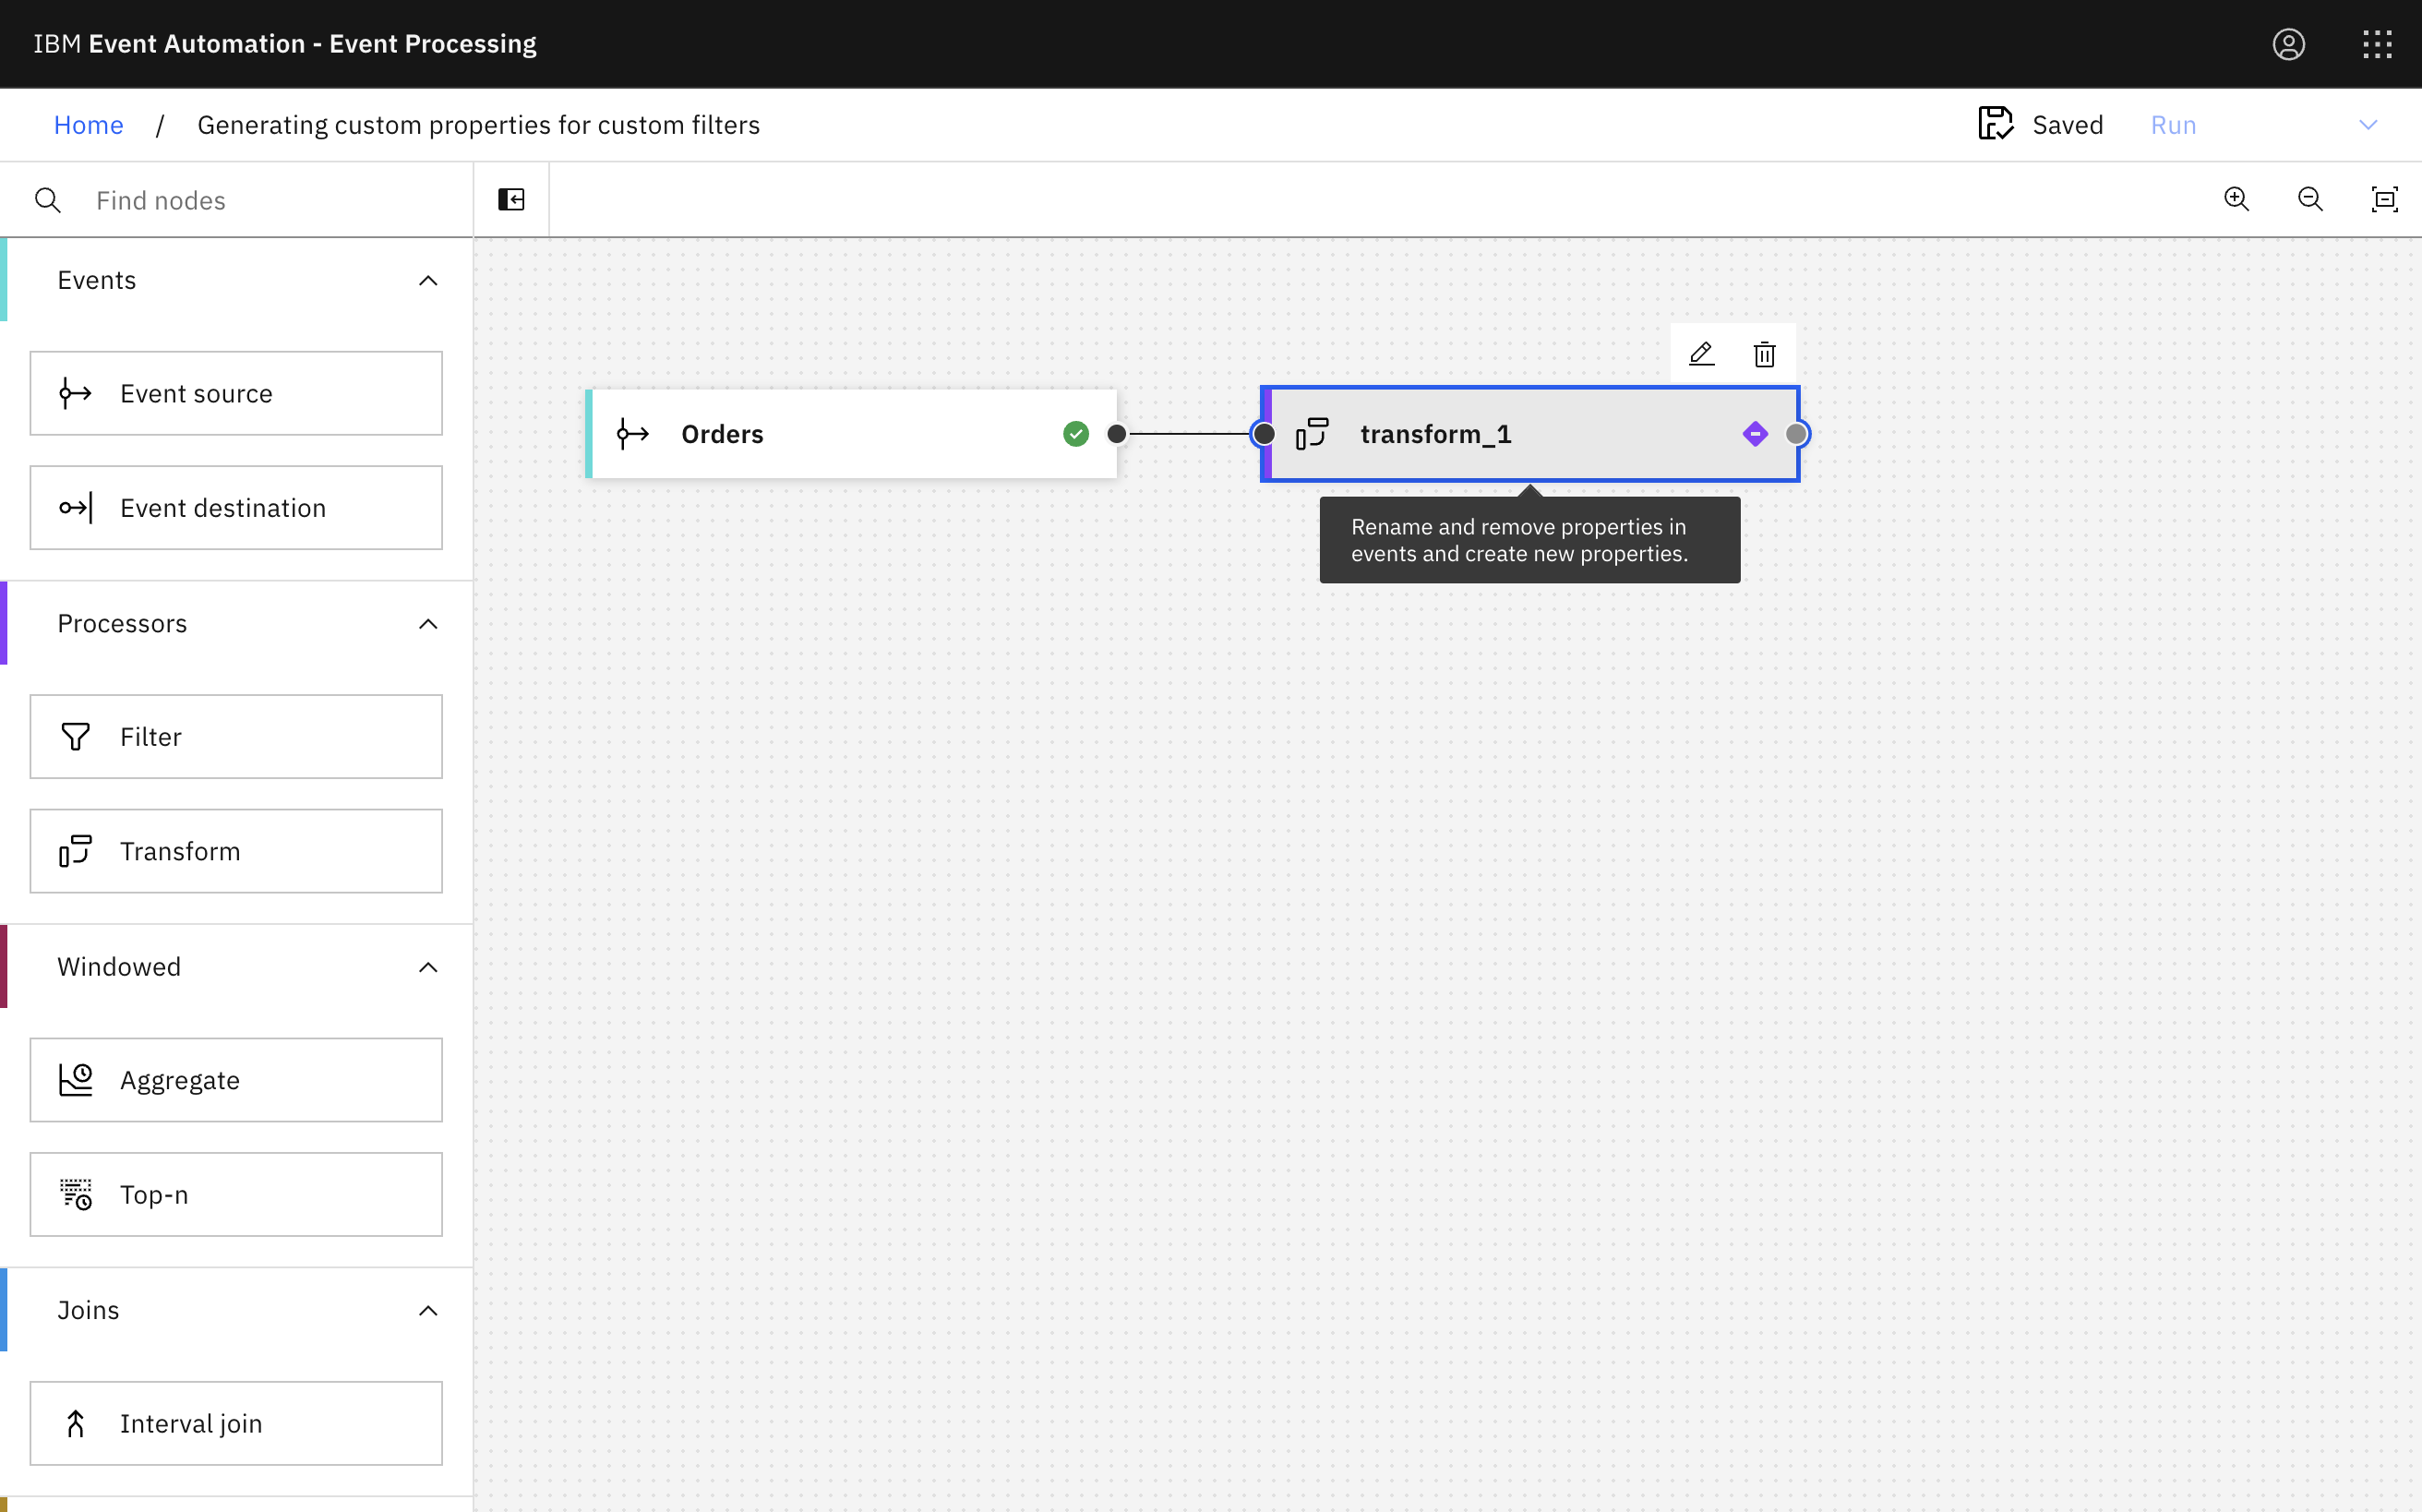 IBM Event Automation - Event Processing
Home / Generating custom properties for custom filters
Saved
Run
Find nodes
Events
Event source
Event destination
Processors
Filter
Transform
Windowed
Aggregate
Top-n
Joins
Interval join
Orders
transform_1
Rename and remove properties in
events and create new properties.